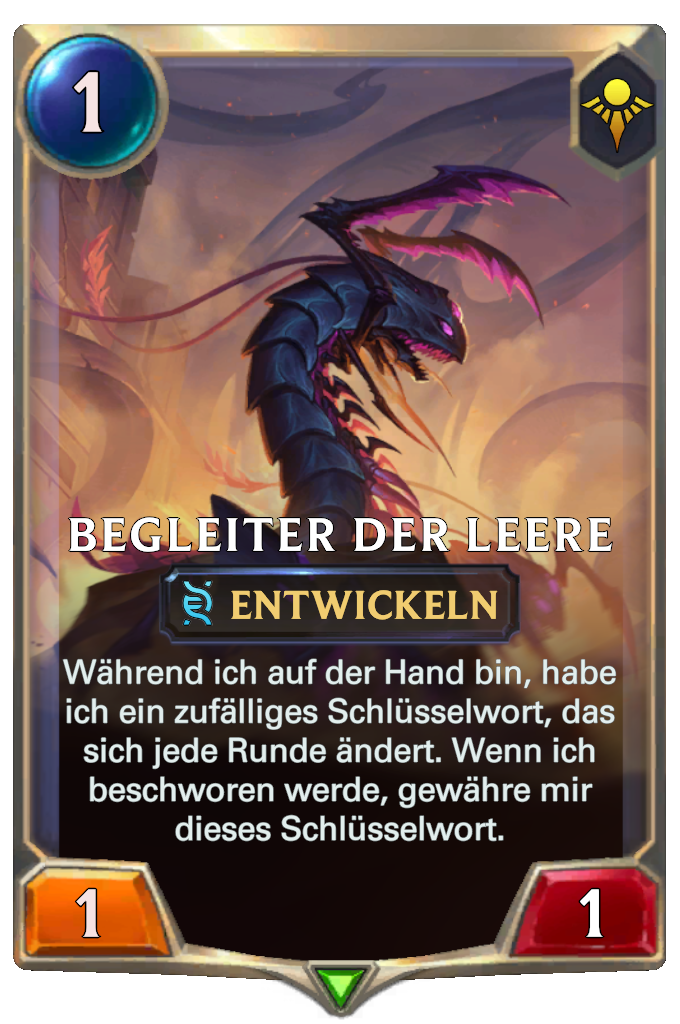 1
BEGLEITER DER LEERE
ENTWICKELN
Während ich auf der Hand bin, habe
ich ein zufälliges Schlüsselwort, das
sich jede Runde ändert. Wenn ich
beschworen werde, gewähre mir
dieses Schlüsselwort.
1
1